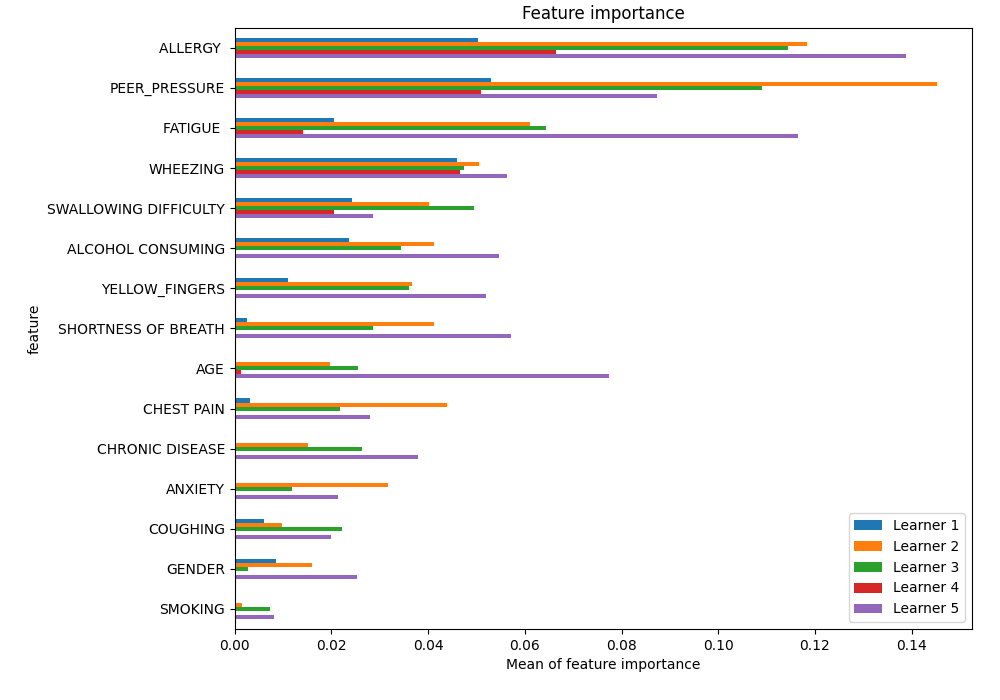 Feature importance
ALLERGY
PEER_PRESSURE
FATIGUE
WHEEZING
SWALLOWING DIFFICULTY
ALCOHOL CONSUMING
YELLOW_FINGERS
SHORTNESS OF BREATH
AGE
CHEST PAIN
CHRONIC DISEASE
ANXIETY
COUGHING
GENDER
SMOKING
feature
Learner 1
Learner 2
Learner 3
Learner 4
Learner 5
0.00 0.02 0.04 0.06 0.08 0.10 0.12 0.14
Mean of feature importance